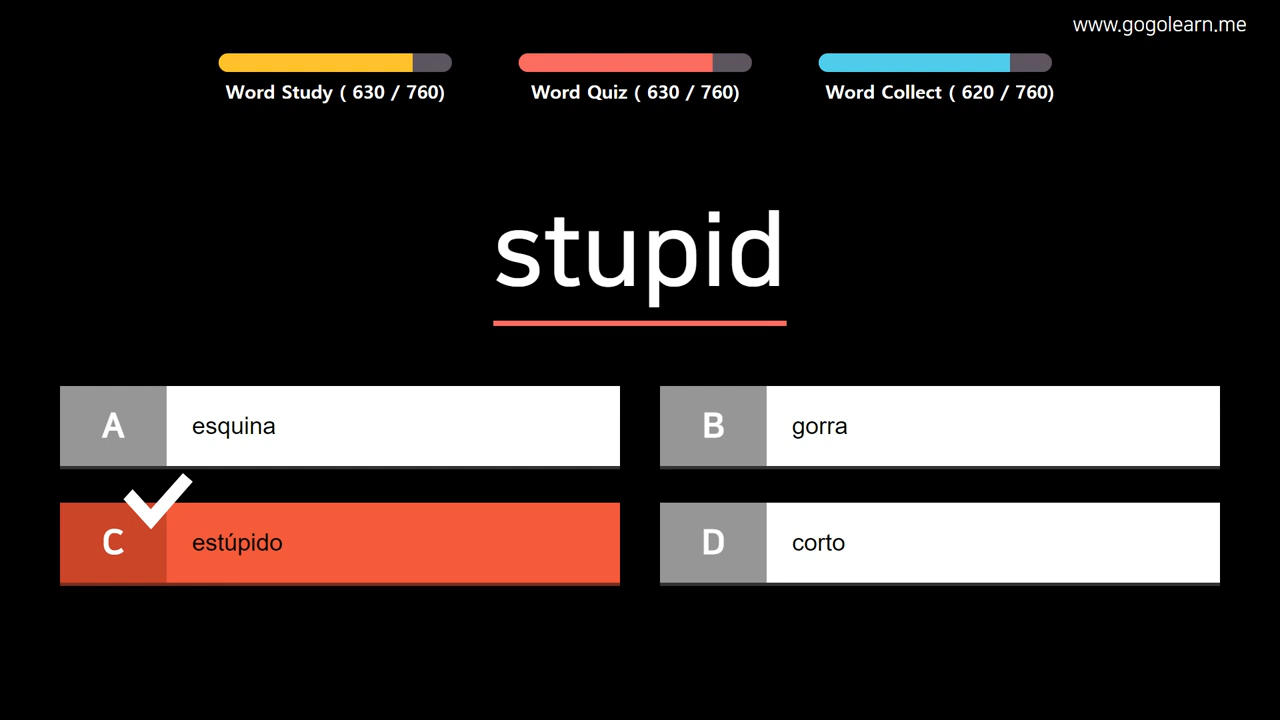 www.gogolearn.me
Word Study ( 630 / 760)
Word Quiz ( 630 / 760)
Word Collect ( 620 / 760)
stupid
A
esquina
B
gorra
C
estúpido
D
corto